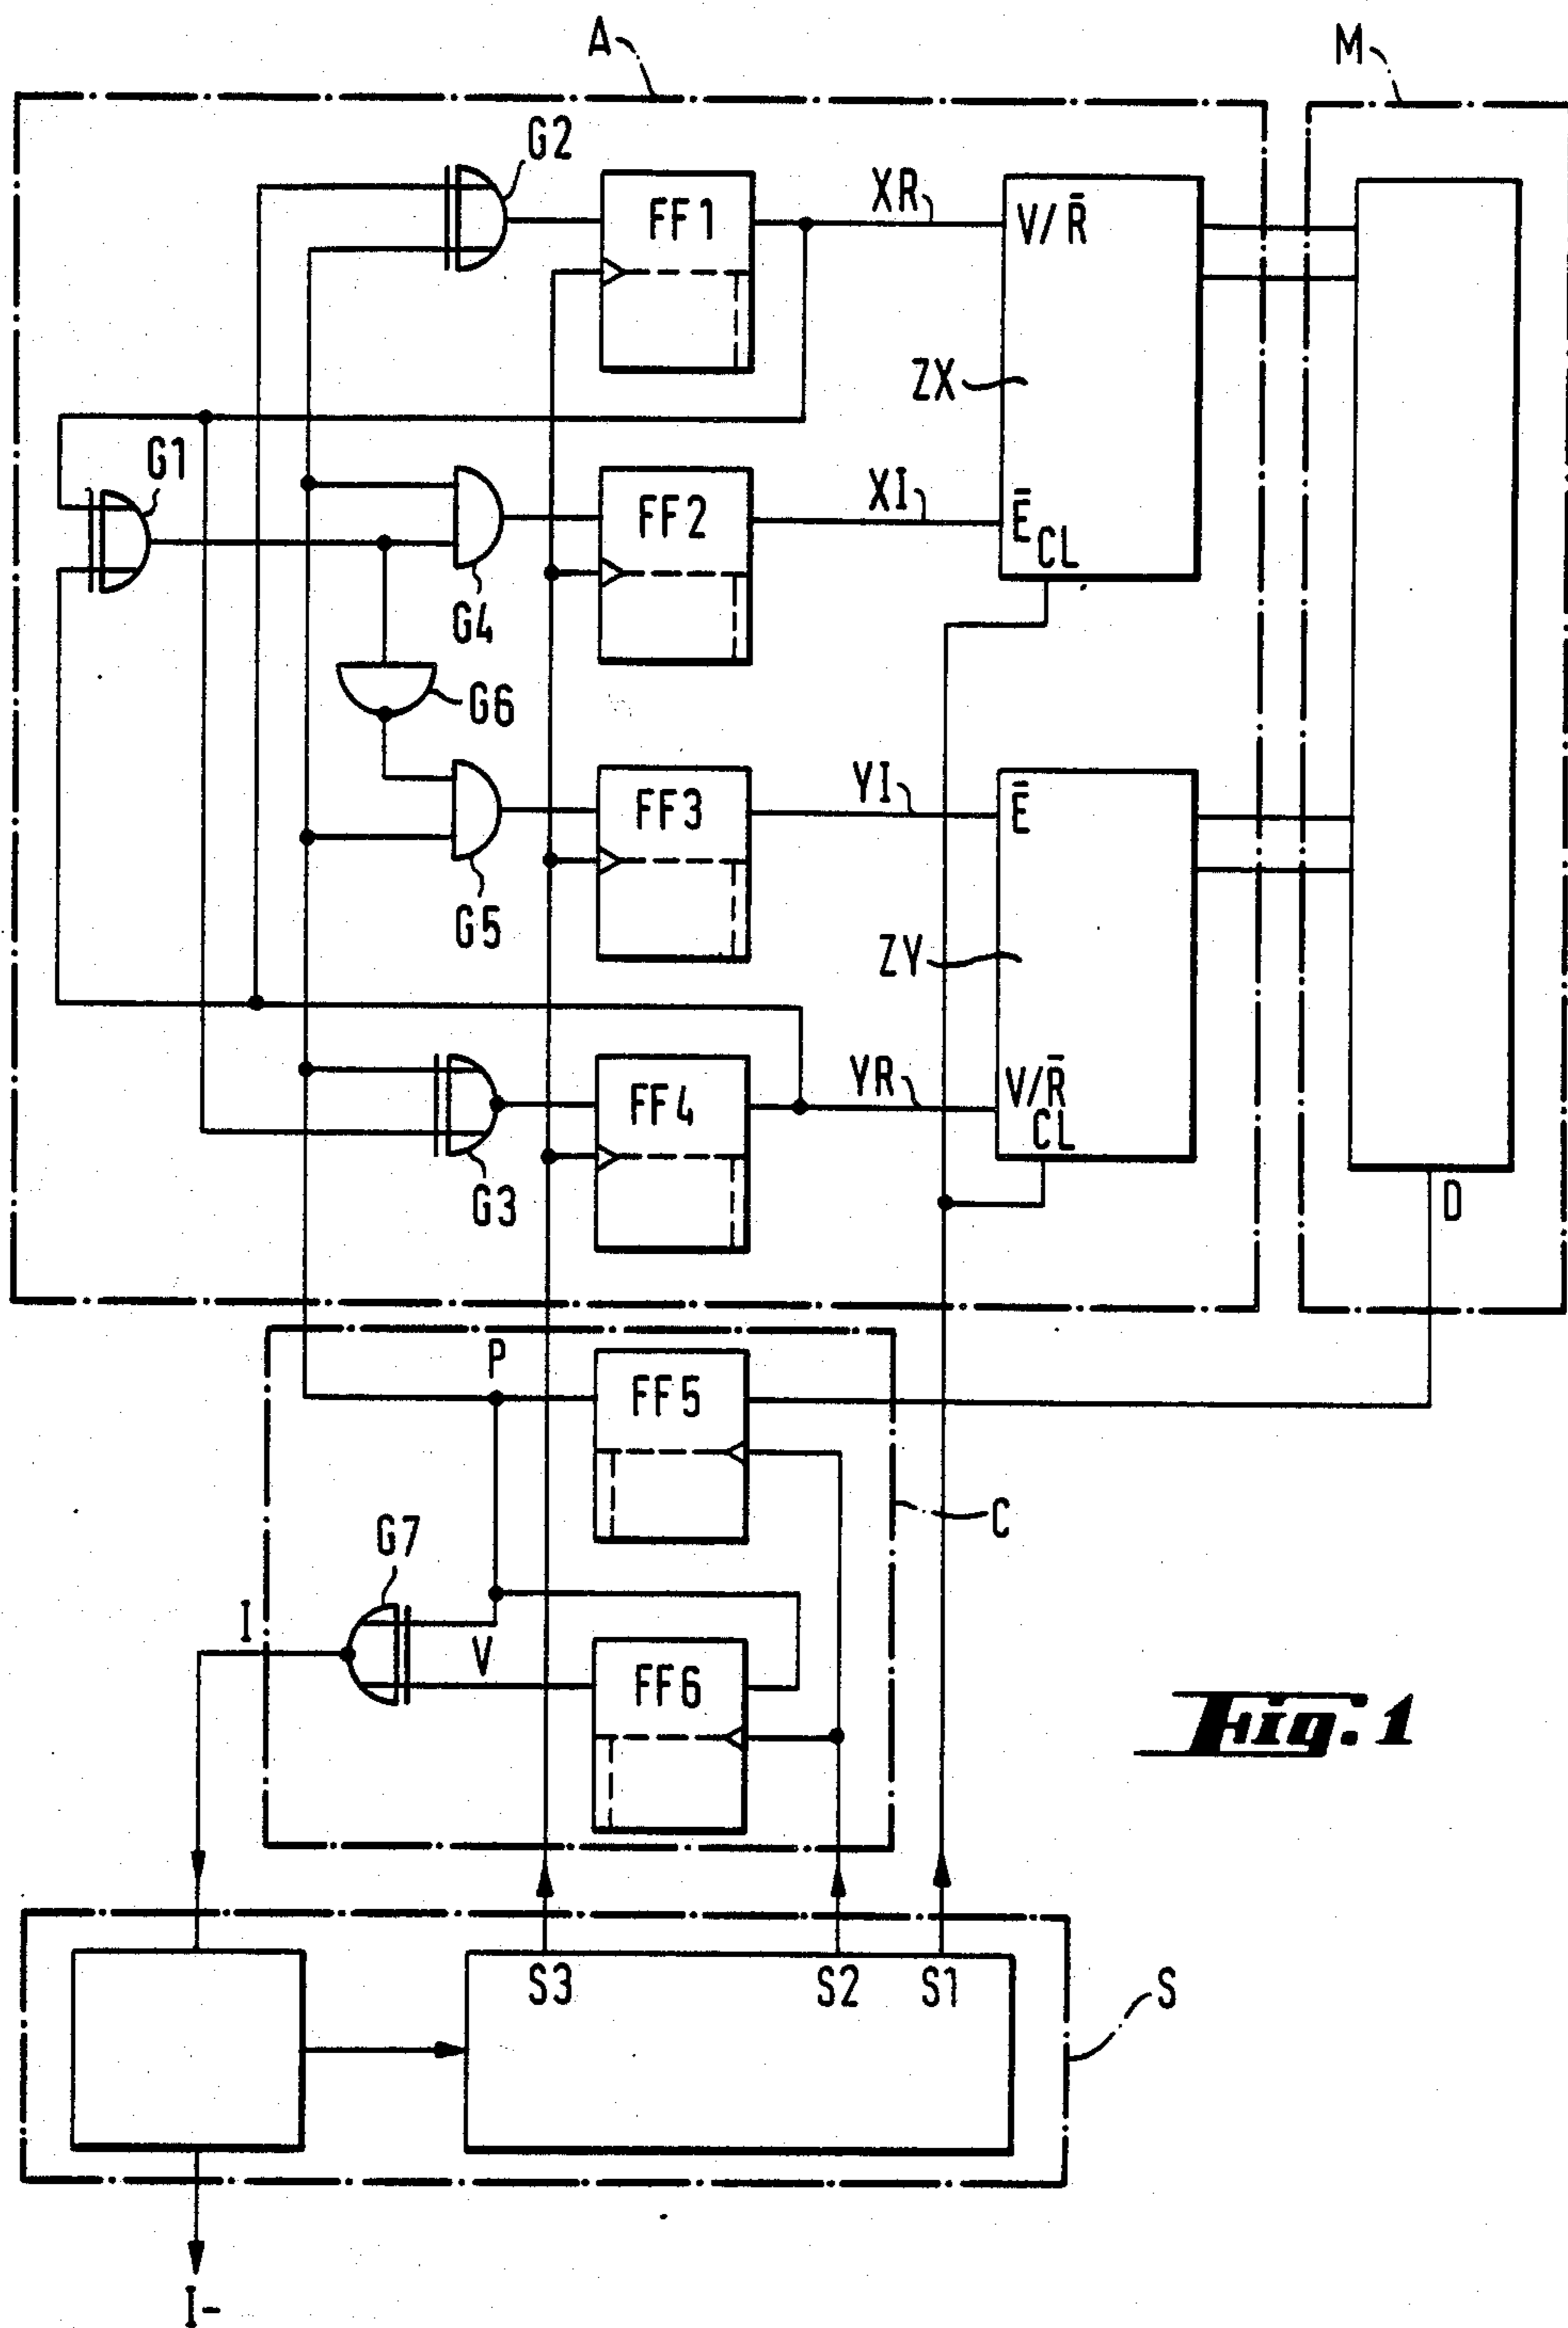 A
M
G2
FF1
XR
V/R̅
ZX
G1
FF2
XI
E̅
CL
G4
G6
FF3
YI
E̅
G5
ZY
FF4
YR
V/R̅
CL
G3
D
P
FF5
C
G7
I
V
FF6
Fig. 1
S3
S2
S1
S
I-